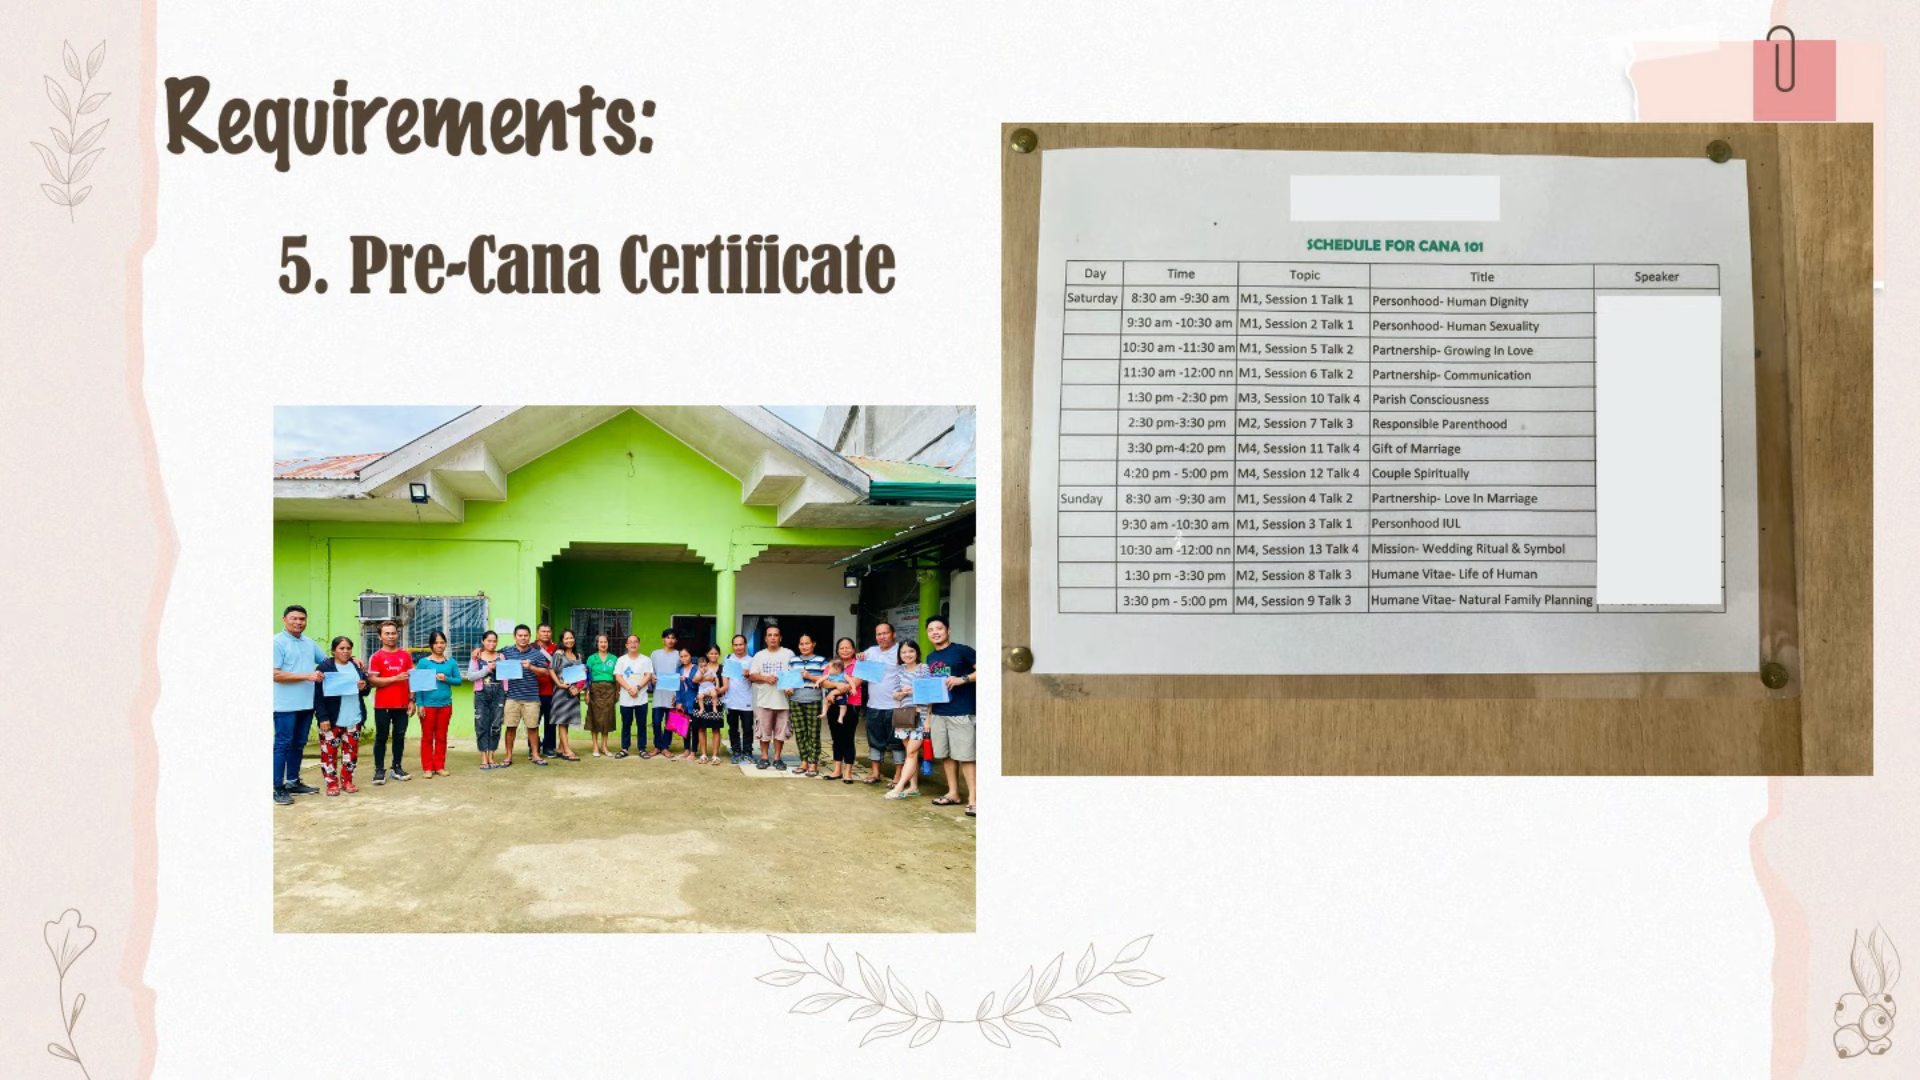 Requirements:
5. Pre-Cana Certificate
SCHEDULE FOR CANA 101
Day Time Topic Title Speaker
Saturday 8:30 am -9:30 am M1, Session 1 Talk 1 Personhood- Human Dignity
9:30 am -10:30 am M1, Session 2 Talk 1 Personhood- Human Sexuality
10:30 am -11:30 am M1, Session 5 Talk 2 Partnership- Growing In Love
11:30 am -12:00 nn M1, Session 6 Talk 2 Partnership- Communication
1:30 pm -2:30 pm M3, Session 10 Talk 4 Parish Consciousness
2:30 pm-3:30 pm M2, Session 7 Talk 3 Responsible Parenthood
3:30 pm-4:20 pm M4, Session 11 Talk 4 Gift of Marriage
4:20 pm - 5:00 pm M4, Session 12 Talk 4 Couple Spiritually
Sunday 8:30 am -9:30 am M1, Session 4 Talk 2 Partnership- Love In Marriage
9:30 am -10:30 am M1, Session 3 Talk 1 Personhood IUL
10:30 am -12:00 nn M4, Session 13 Talk 4 Mission- Wedding Ritual & Symbol
1:30 pm -3:30 pm M2, Session 8 Talk 3 Humane Vitae- Life of Human
3:30 pm - 5:00 pm M4, Session 9 Talk 3 Humane Vitae- Natural Family Planning